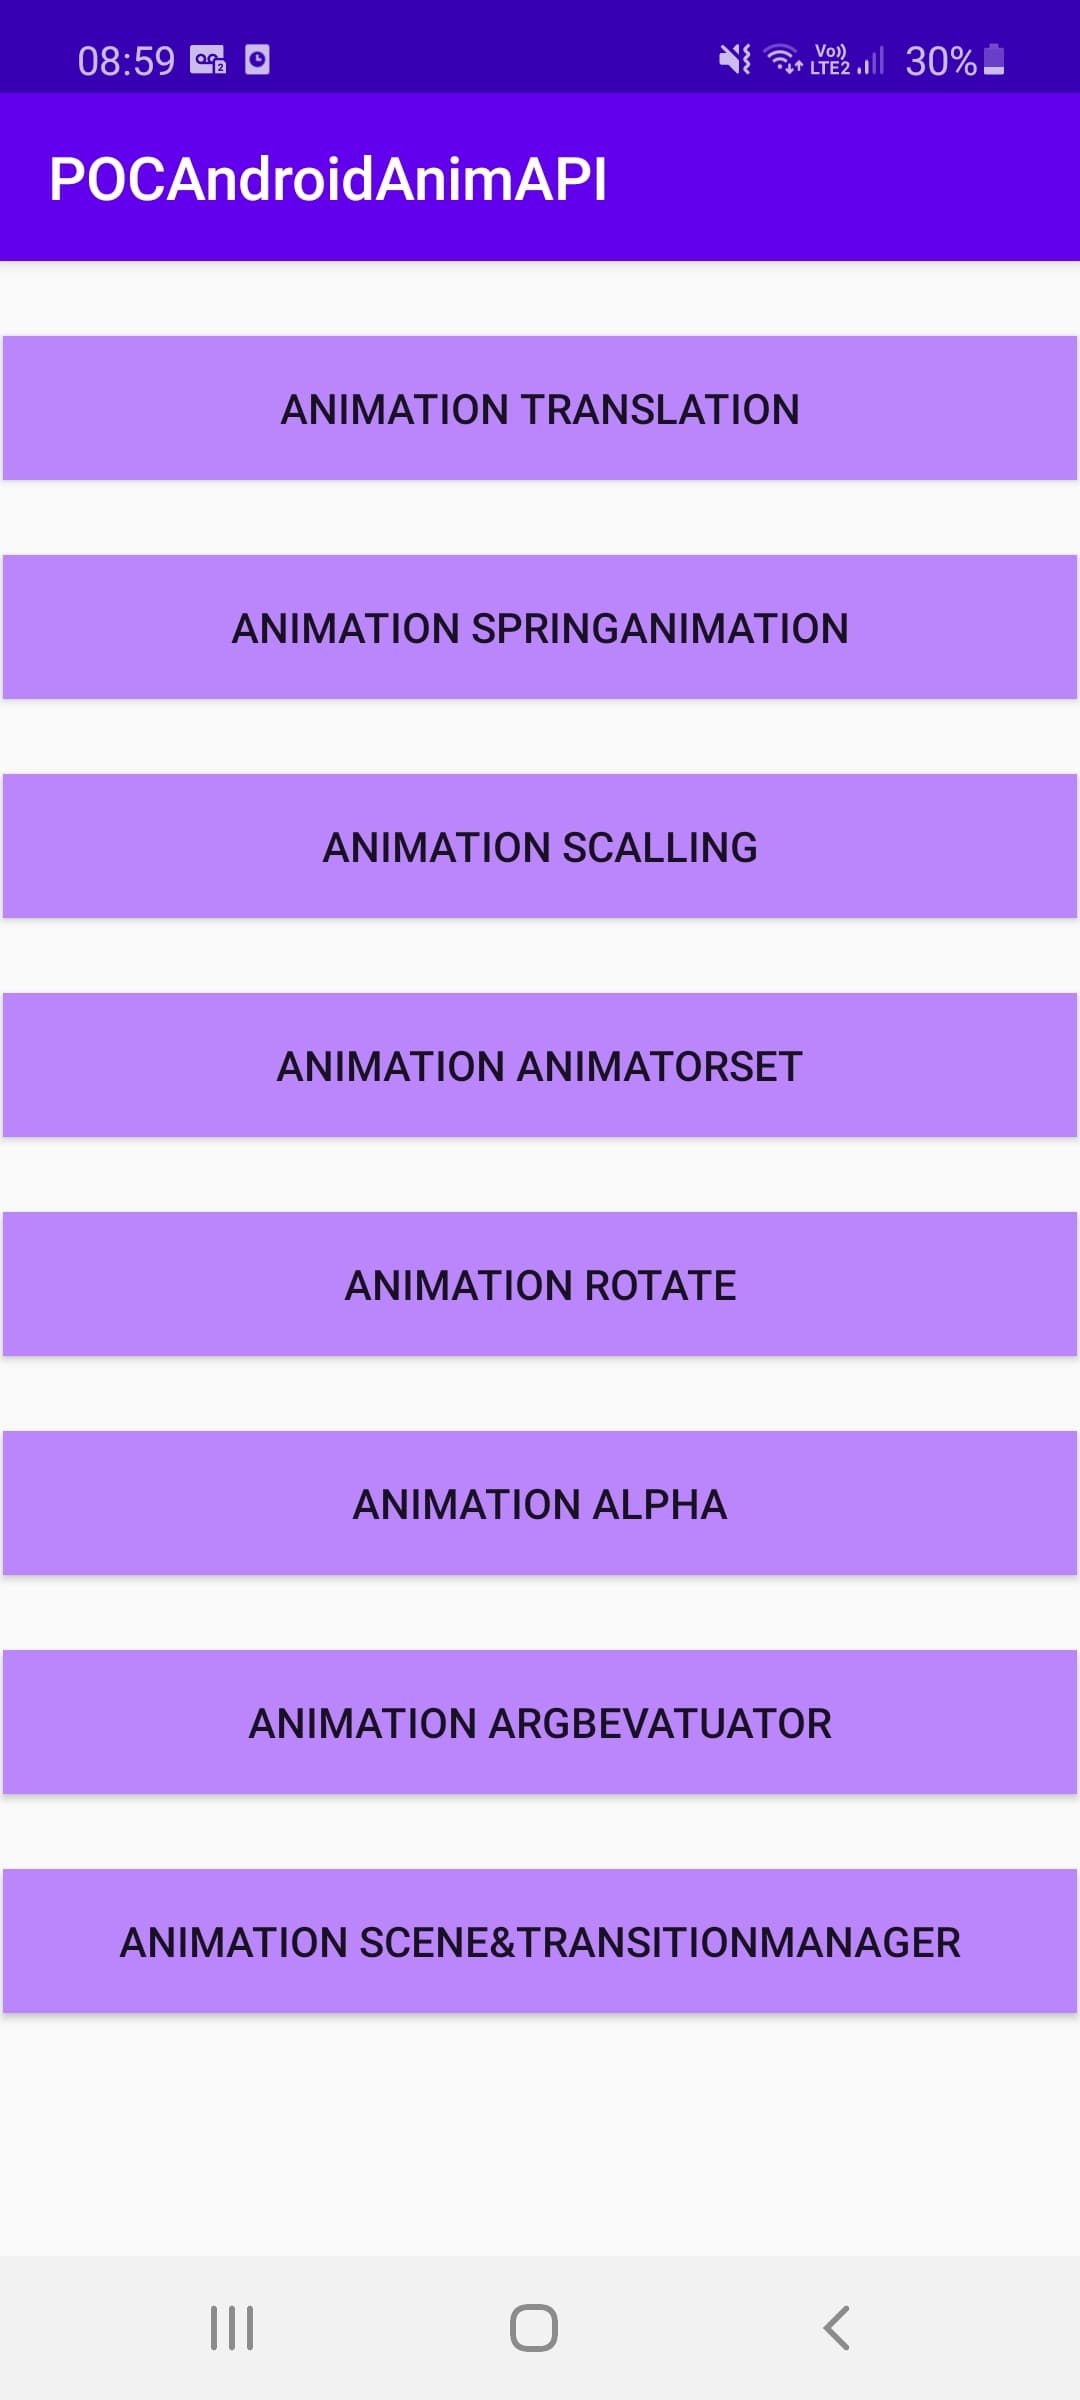 08:59 2 Vo)) LTE2 30%
POCAndroidAnimAPI
ANIMATION TRANSLATION
ANIMATION SPRINGANIMATION
ANIMATION SCALLING
ANIMATION ANIMATORSET
ANIMATION ROTATE
ANIMATION ALPHA
ANIMATION ARGBEVATUATOR
ANIMATION SCENE&TRANSITIONMANAGER